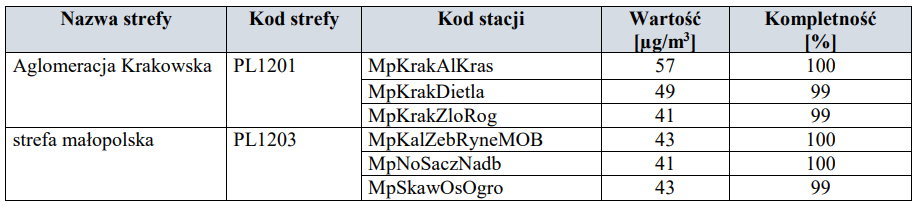 Nazwa strefy Kod strefy Kod stacji Wartość [µg/m³] Kompletność [%]
Aglomeracja Krakowska PL1201 MpKrakAlKras 57 100
MpKrakDietla 49 99
MpKrakZloRog 41 99
strefa małopolska PL1203 MpKalZebRyneMOB 43 100
MpNoSaczNadb 41 100
MpSkawOsOgro 43 99